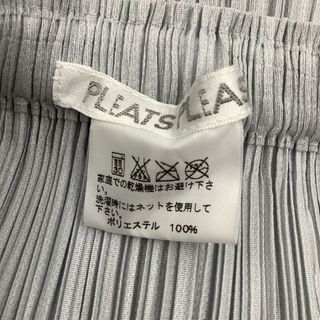 PLEATS PLEAS
家庭での乾燥機はお避け下さい。
洗濯時にはネットを使用して下さい。
ポリエステル 100%